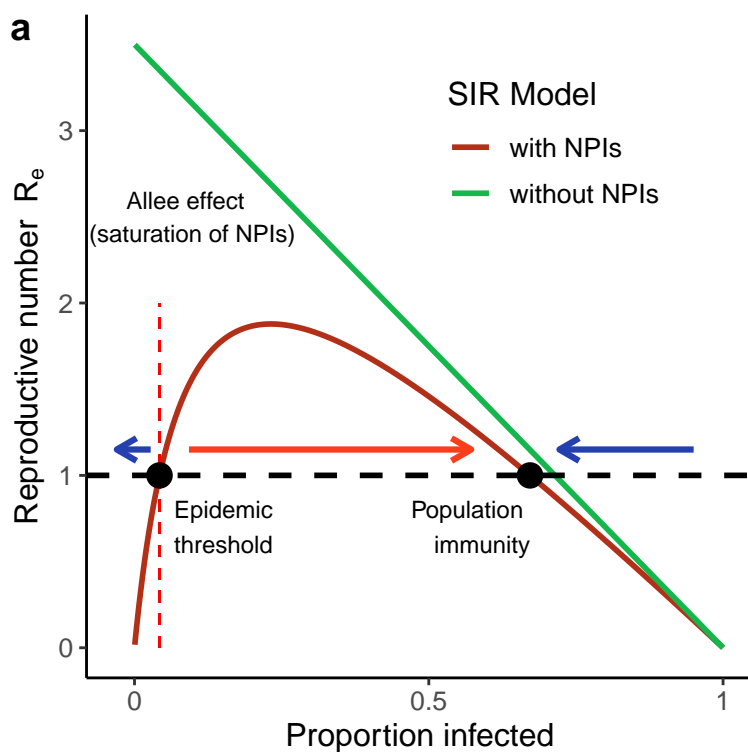 a
SIR Model
with NPIs
without NPIs
Allee effect
(saturation of NPIs)
Epidemic
threshold
Population
immunity
Reproductive number R_e
3
2
1
0
0
0.5
1
Proportion infected